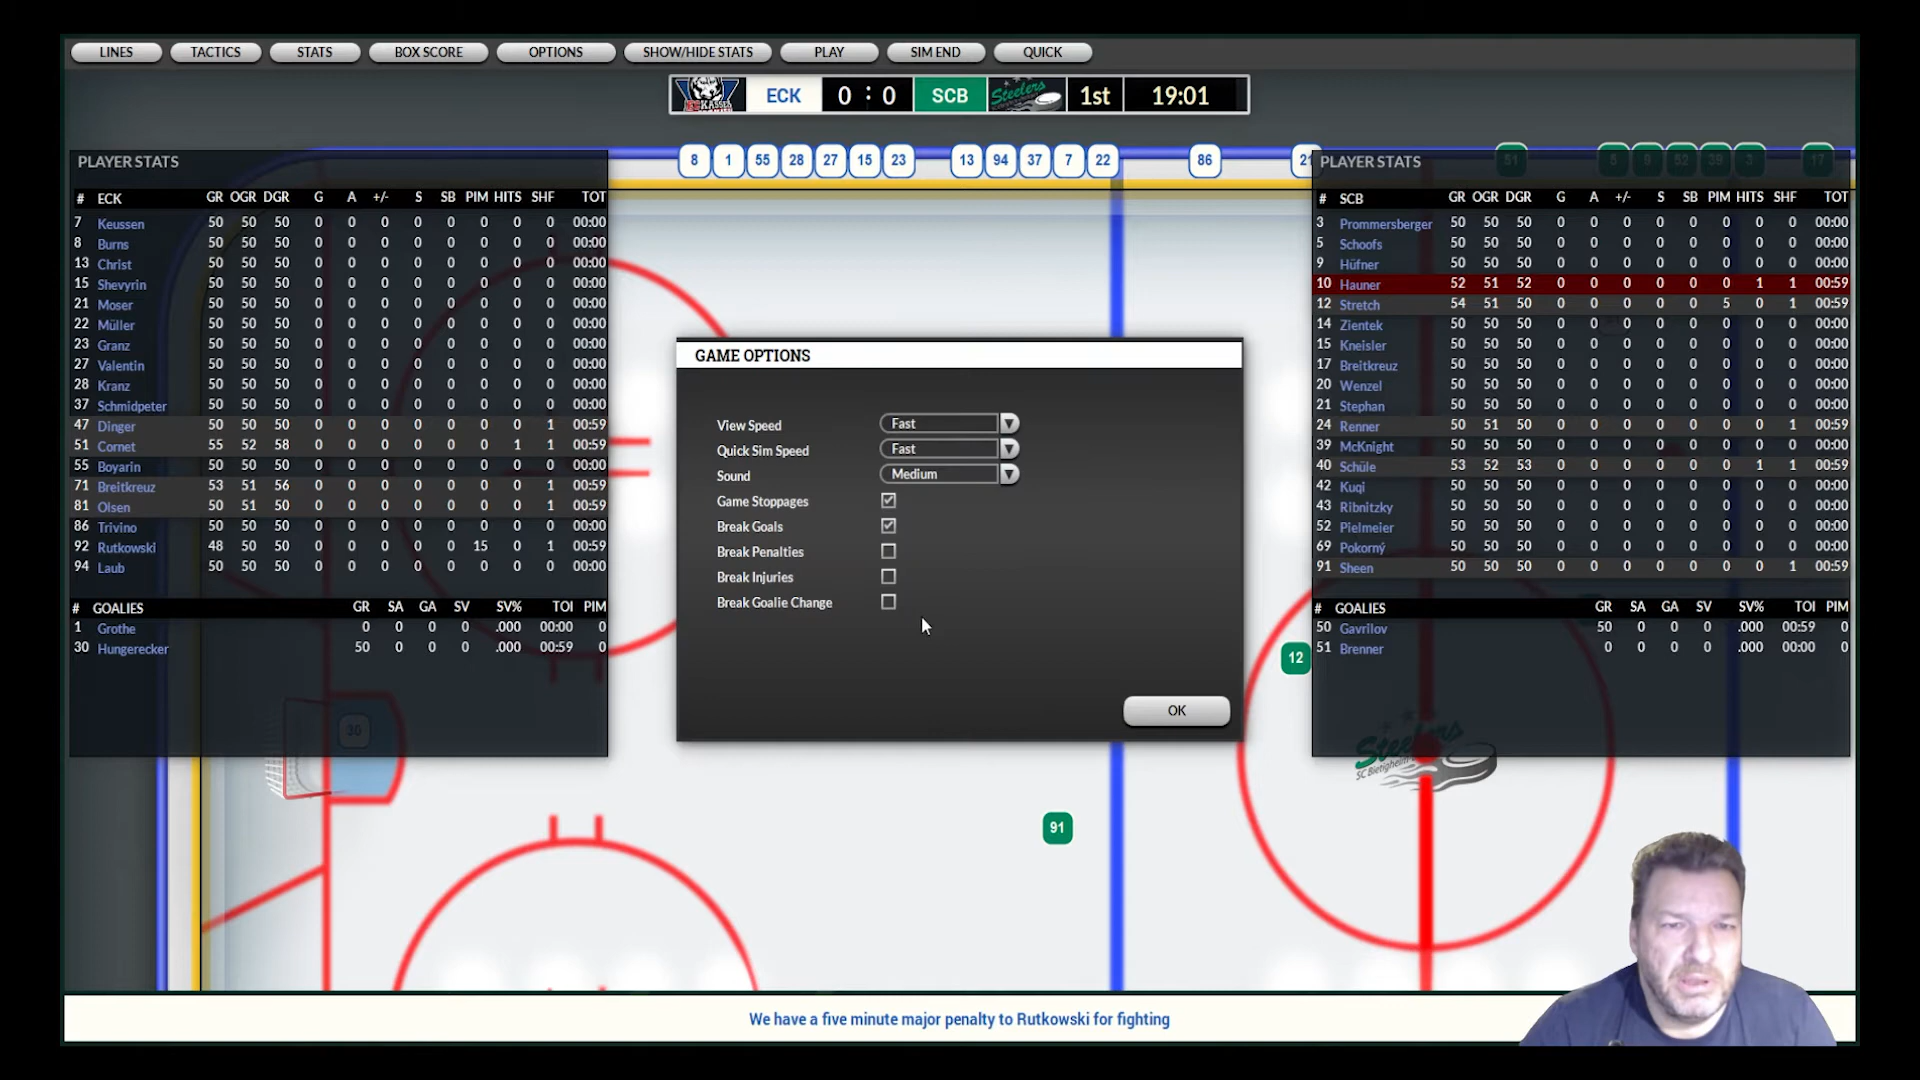 LINES TACTICS STATS BOX SCORE OPTIONS SHOW/HIDE STATS PLAY SIM END QUICK
ECK 0 : 0 SCB Steelers 1st 19:01
8 1 55 28 27 15 23 13 94 37 7 22 86 21 51 5 9 52 39 3 17
PLAYER STATS
# ECK GR OGR DGR G A +/- S SB PIM HITS SHF TOT
7 Keussen 50 50 50 0 0 0 0 0 0 0 0 00:00
8 Burns 50 50 50 0 0 0 0 0 0 0 0 00:00
13 Christ 50 50 50 0 0 0 0 0 0 0 0 00:00
15 Shevyrin 50 50 50 0 0 0 0 0 0 0 0 00:00
21 Moser 50 50 50 0 0 0 0 0 0 0 0 00:00
22 Müller 50 50 50 0 0 0 0 0 0 0 0 00:00
23 Granz 50 50 50 0 0 0 0 0 0 0 0 00:00
27 Valentin 50 50 50 0 0 0 0 0 0 0 0 00:00
28 Kranz 50 50 50 0 0 0 0 0 0 0 0 00:00
37 Schmidpeter 50 50 50 0 0 0 0 0 0 0 0 00:00
47 Dinger 50 50 50 0 0 0 0 0 0 0 1 00:59
51 Cornet 55 52 58 0 0 0 0 0 0 1 1 00:59
55 Boyarin 50 50 50 0 0 0 0 0 0 0 0 00:00
71 Breitkreuz 53 51 56 0 0 0 0 0 0 0 1 00:59
81 Olsen 50 51 50 0 0 0 0 0 0 0 1 00:59
86 Trivino 50 50 50 0 0 0 0 0 0 0 0 00:00
92 Rutkowski 48 50 50 0 0 0 0 0 15 0 1 00:59
94 Laub 50 50 50 0 0 0 0 0 0 0 0 00:00
# GOALIES GR SA GA SV SV% TOI PIM
1 Grothe 0 0 0 0 .000 00:00 0
30 Hungerecker 50 0 0 0 .000 00:59 0
30
GAME OPTIONS
View Speed Fast
Quick Sim Speed Fast
Sound Medium
Game Stoppages
Break Goals
Break Penalties
Break Injuries
Break Goalie Change
OK
PLAYER STATS
# SCB GR OGR DGR G A +/- S SB PIM HITS SHF TOT
3 Prommersberger 50 50 50 0 0 0 0 0 0 0 0 00:00
5 Schoofs 50 50 50 0 0 0 0 0 0 0 0 00:00
9 Hüfner 50 50 50 0 0 0 0 0 0 0 0 00:00
10 Hauner 52 51 52 0 0 0 0 0 0 1 1 00:59
12 Stretch 54 51 50 0 0 0 0 0 5 0 1 00:59
14 Zientek 50 50 50 0 0 0 0 0 0 0 0 00:00
15 Kneisler 50 50 50 0 0 0 0 0 0 0 0 00:00
17 Breitkreuz 50 50 50 0 0 0 0 0 0 0 0 00:00
20 Wenzel 50 50 50 0 0 0 0 0 0 0 0 00:00
21 Stephan 50 50 50 0 0 0 0 0 0 0 0 00:00
24 Renner 50 51 50 0 0 0 0 0 0 0 1 00:59
39 McKnight 50 50 50 0 0 0 0 0 0 0 0 00:00
40 Schüle 53 52 53 0 0 0 0 0 0 1 1 00:59
42 Kuqi 50 50 50 0 0 0 0 0 0 0 0 00:00
43 Ribnitzky 50 50 50 0 0 0 0 0 0 0 0 00:00
52 Pielmeier 50 50 50 0 0 0 0 0 0 0 0 00:00
69 Pokorný 50 50 50 0 0 0 0 0 0 0 0 00:00
91 Sheen 50 50 50 0 0 0 0 0 0 0 1 00:59
# GOALIES GR SA GA SV SV% TOI PIM
50 Gavrilov 50 0 0 0 .000 00:59 0
51 Brenner 0 0 0 0 .000 00:00 0
12
Steelers
91
We have a five minute major penalty to Rutkowski for fighting